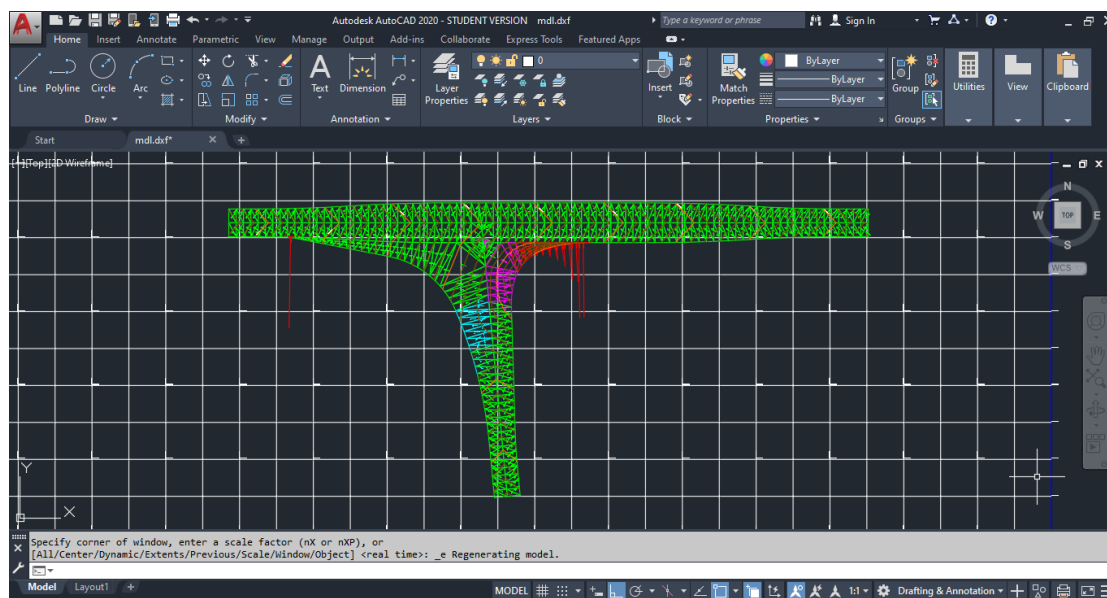 A. Autodesk AutoCAD 2020 - STUDENT VERSION mdl.dxf Type a keyword or phrase Sign In ?
Home Insert Annotate Parametric View Manage Output Add-ins Collaborate Express Tools Featured Apps
0 ByLayer
A ByLayer
Line Polyline Circle Arc Text Dimension Layer Properties Insert Match Properties ByLayer Group Utilities View Clipboard
Draw Modify Annotation Layers Block Properties Groups
Start mdl.dxf* × +
[+][Top][2D Wireframe]
N
W TOP E
S
WCS
Y
X
Specify corner of window, enter a scale factor (nX or nXP), or
[All/Center/Dynamic/Extents/Previous/Scale/Window/Object] <real time>: _e Regenerating model.
Model Layout1 + MODEL 1:1 Drafting & Annotation